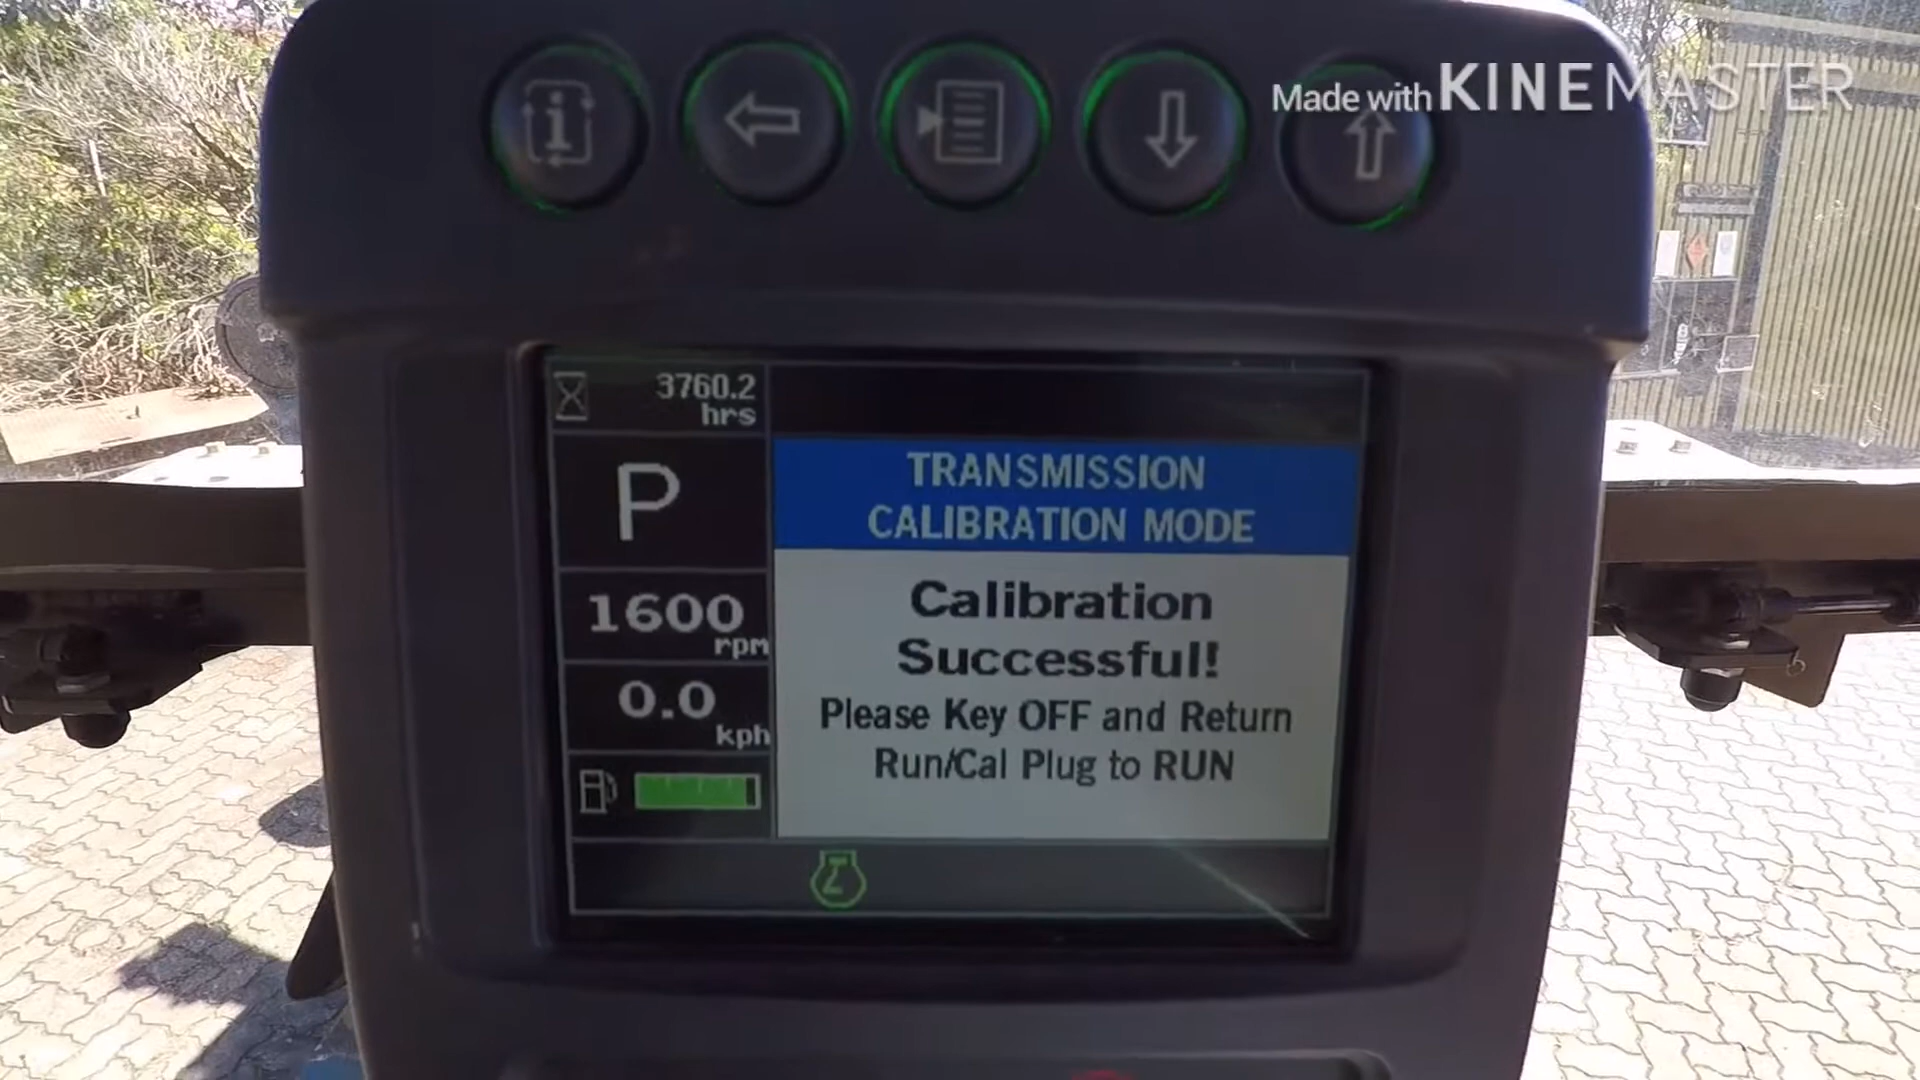 Made with KINEMASTER
3760.2
hrs
P
1600
rpm
0.0
kph
TRANSMISSION
CALIBRATION MODE
Calibration
Successful!
Please Key OFF and Return
Run/Cal Plug to RUN